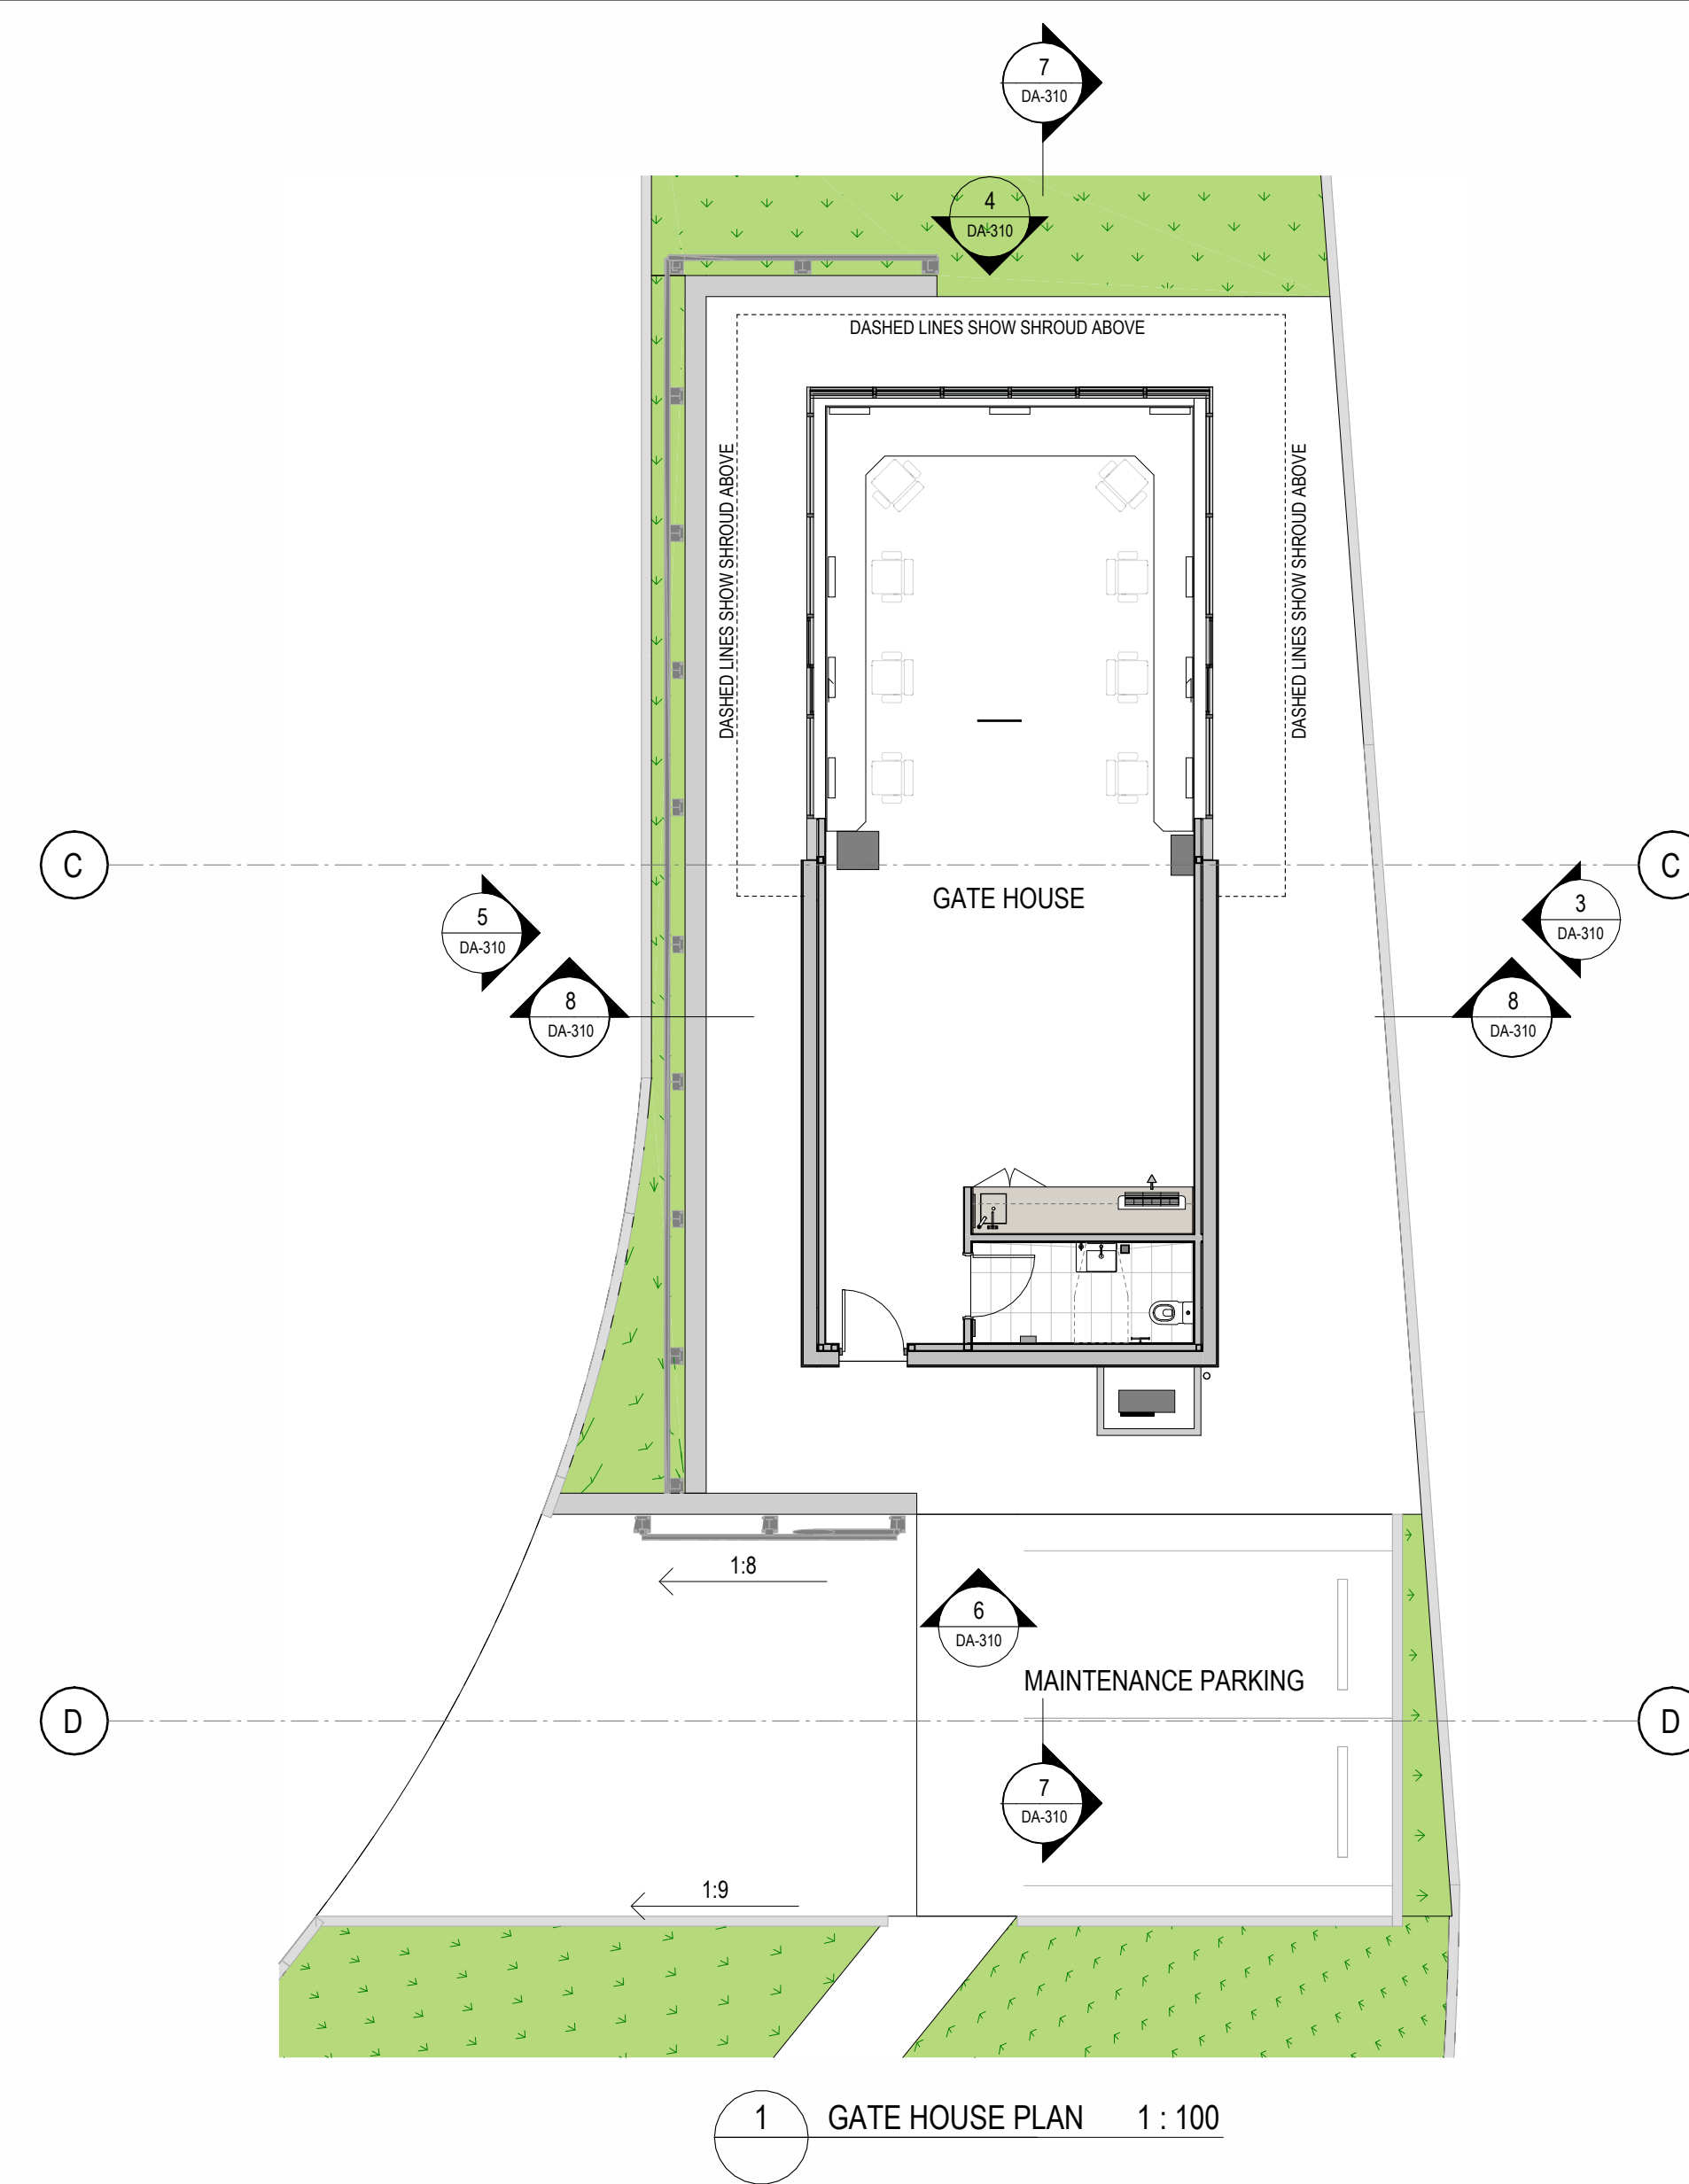 7
DA-310
4
DA-310
DASHED LINES SHOW SHROUD ABOVE
DASHED LINES SHOW SHROUD ABOVE
DASHED LINES SHOW SHROUD ABOVE
C
C
GATE HOUSE
5
DA-310
3
DA-310
8
DA-310
8
DA-310
1:8
6
DA-310
MAINTENANCE PARKING
D
D
7
DA-310
1:9
1
GATE HOUSE PLAN 1 : 100